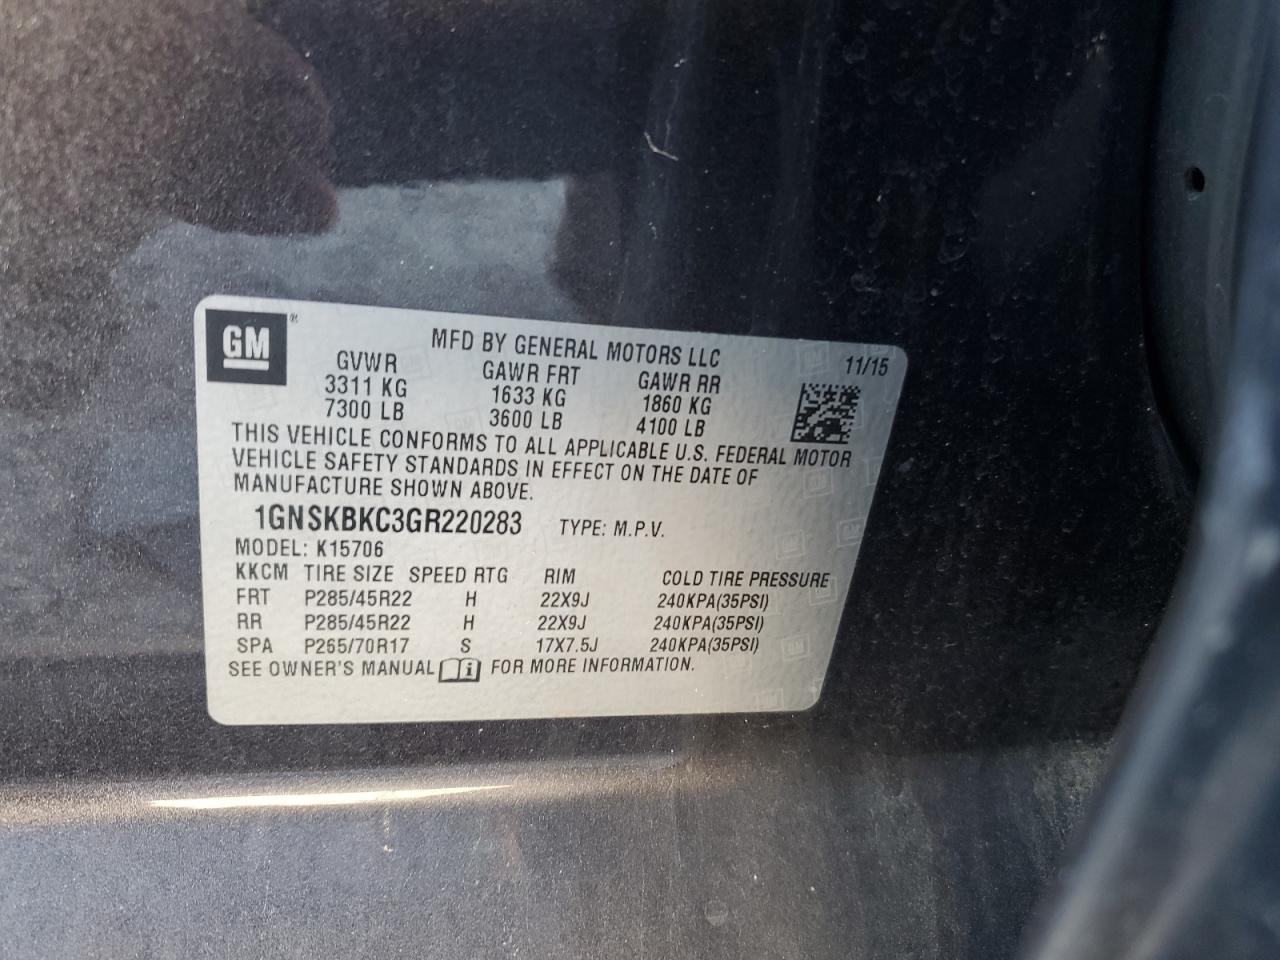 GM ®
MFD BY GENERAL MOTORS LLC 11/15
GVWR GAWR FRT GAWR RR
3311 KG 1633 KG 1860 KG
7300 LB 3600 LB 4100 LB
THIS VEHICLE CONFORMS TO ALL APPLICABLE U.S. FEDERAL MOTOR
VEHICLE SAFETY STANDARDS IN EFFECT ON THE DATE OF
MANUFACTURE SHOWN ABOVE.
1GNSKBKC3GR220283 TYPE: M.P.V.
MODEL: K15706
KKCM TIRE SIZE SPEED RTG RIM COLD TIRE PRESSURE
FRT P285/45R22 H 22X9J 240KPA(35PSI)
RR P285/45R22 H 22X9J 240KPA(35PSI)
SPA P265/70R17 S 17X7.5J 240KPA(35PSI)
SEE OWNER'S MANUAL i FOR MORE INFORMATION.